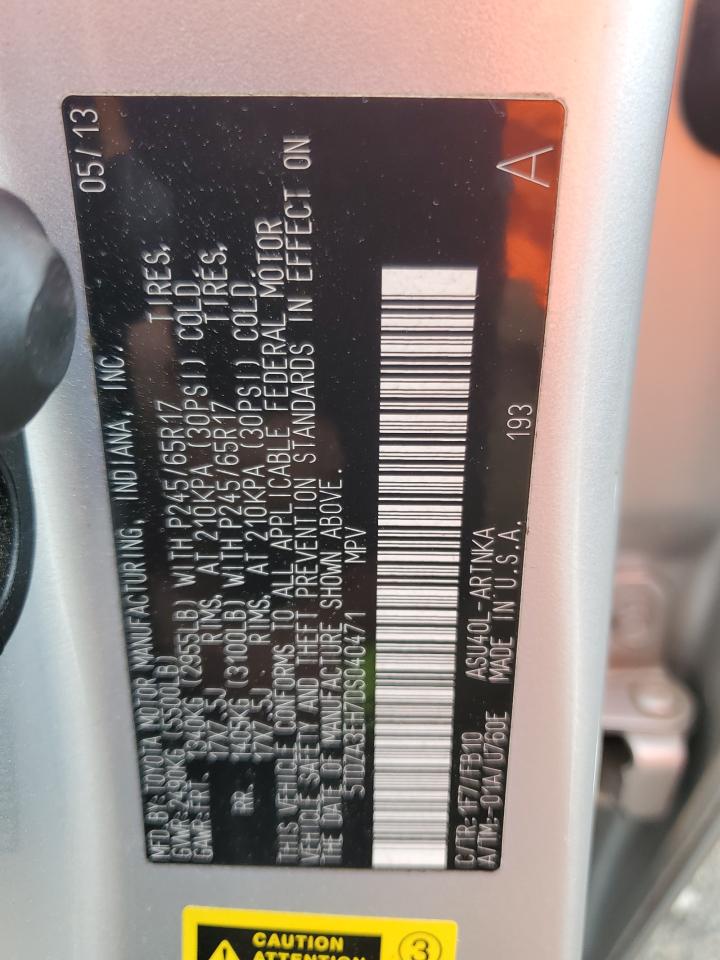 MFD BY: TOYOTA MOTOR MANUFACTURING, INDIANA, INC. 05/13
GVWR: 2490KG (5500LB)
GAWR: FRT. 1340KG (2955LB) WITH P245/65R17 TIRES,
17X7.5J RIMS, AT 210KPA (30PSI) COLD.
RR. 1405KG (3100LB) WITH P245/65R17 TIRES,
17X7.5J RIMS, AT 210KPA (30PSI) COLD.
THIS VEHICLE CONFORMS TO ALL APPLICABLE FEDERAL MOTOR
VEHICLE SAFETY AND THEFT PREVENTION STANDARDS IN EFFECT ON
THE DATE OF MANUFACTURE SHOWN ABOVE.
5TDZA3EH7DS040471 MPV
C/TR: 1F7/FB10 ASU40L-ARTNKA 193 A
A/TM: -01A/U760E MADE IN U.S.A.
CAUTION 3
ATTENTION